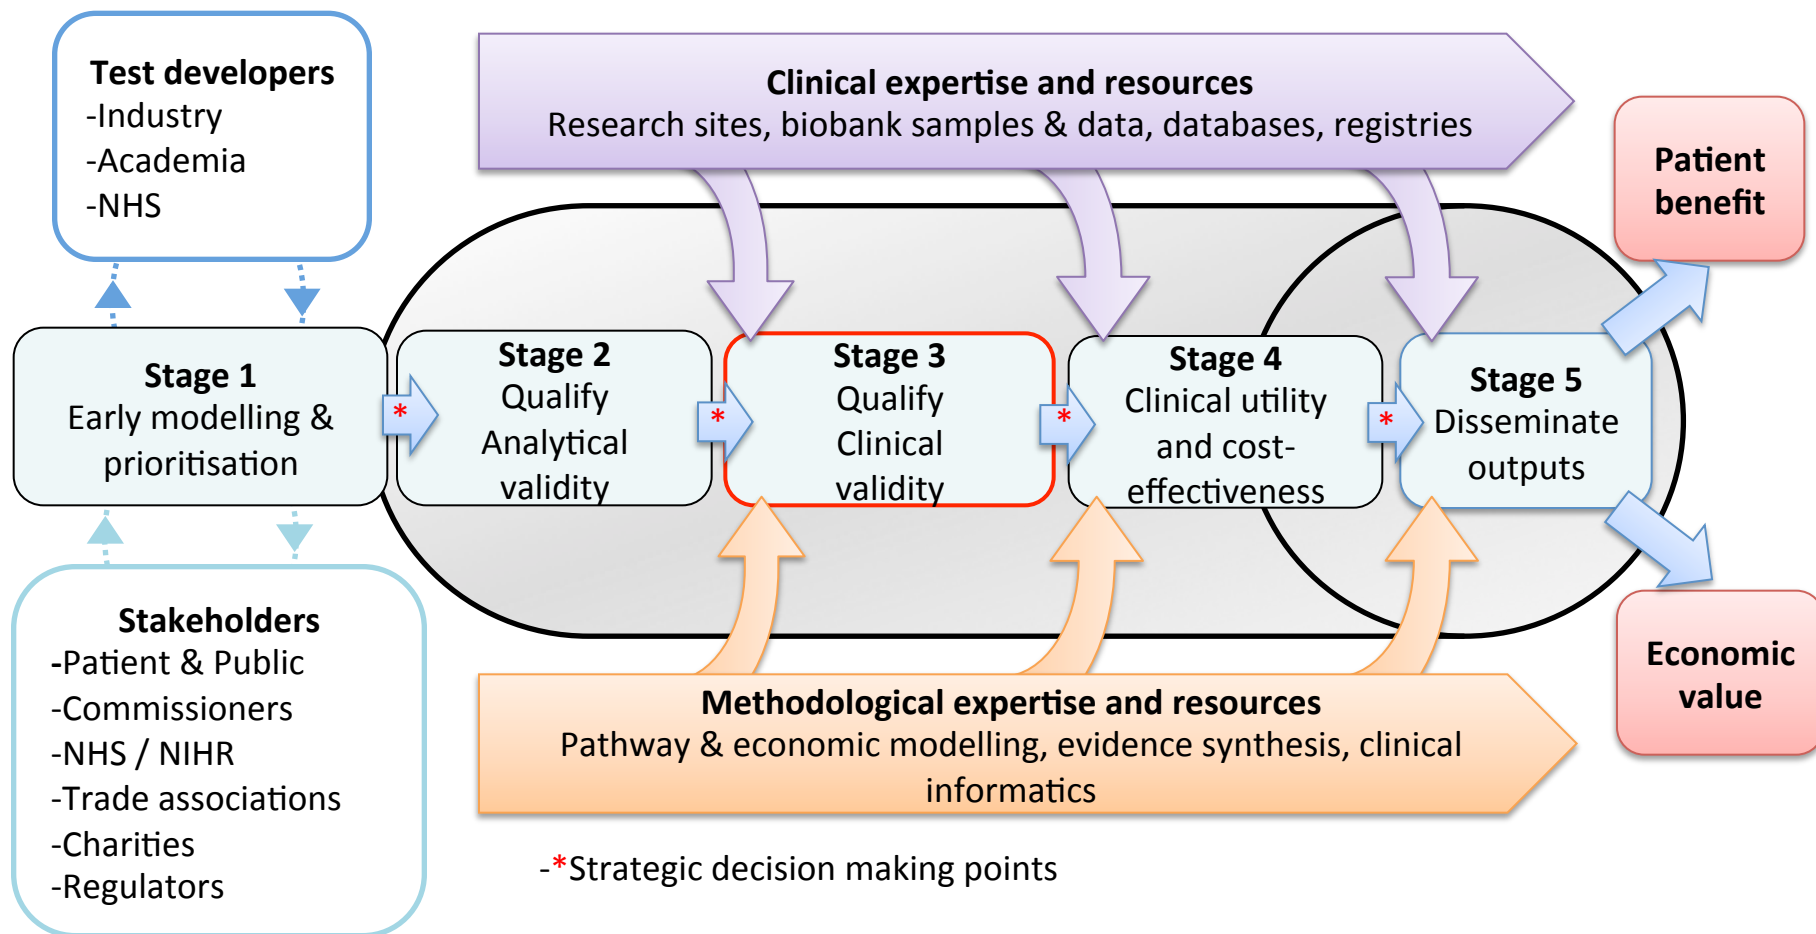 Test developers
-Industry
-Academia
-NHS
Clinical expertise and resources
Research sites, biobank samples & data, databases, registries
Patient
benefit
Stage 1
Early modelling &
prioritisation
*
Stage 2
Qualify
Analytical
validity
*
Stage 3
Qualify
Clinical
validity
*
Stage 4
Clinical utility
and cost-
effectiveness
*
Stage 5
Disseminate
outputs
Stakeholders
-Patient & Public
-Commissioners
-NHS / NIHR
-Trade associations
-Charities
-Regulators
Methodological expertise and resources
Pathway & economic modelling, evidence synthesis, clinical
informatics
Economic
value
-*Strategic decision making points